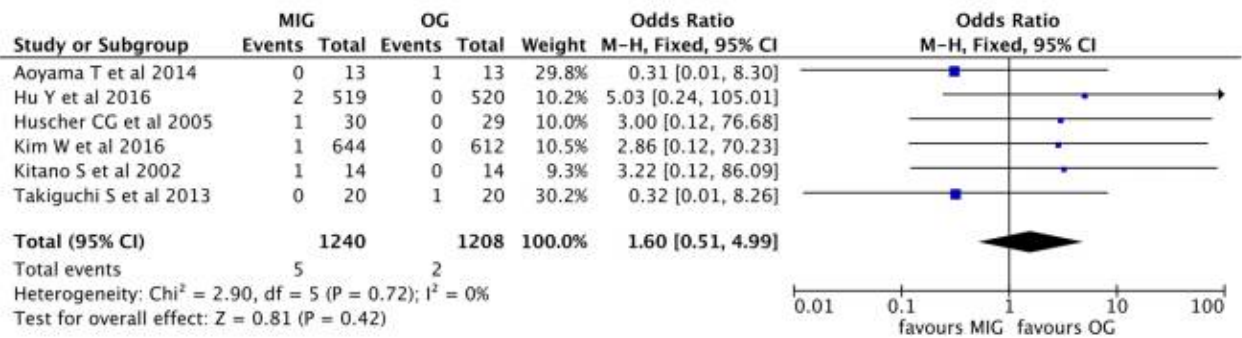 MIG OG Odds Ratio Odds Ratio
Study or Subgroup Events Total Events Total Weight M-H, Fixed, 95% CI M-H, Fixed, 95% CI
Aoyama T et al 2014 0 13 1 13 29.8% 0.31 [0.01, 8.30]
Hu Y et al 2016 2 519 0 520 10.2% 5.03 [0.24, 105.01]
Huscher CG et al 2005 1 30 0 29 10.0% 3.00 [0.12, 76.68]
Kim W et al 2016 1 644 0 612 10.5% 2.86 [0.12, 70.23]
Kitano S et al 2002 1 14 0 14 9.3% 3.22 [0.12, 86.09]
Takiguchi S et al 2013 0 20 1 20 30.2% 0.32 [0.01, 8.26]
Total (95% CI) 1240 1208 100.0% 1.60 [0.51, 4.99]
Total events 5 2
Heterogeneity: Chi² = 2.90, df = 5 (P = 0.72); I² = 0%
Test for overall effect: Z = 0.81 (P = 0.42)
0.01 0.1 1 10 100
favours MIG favours OG